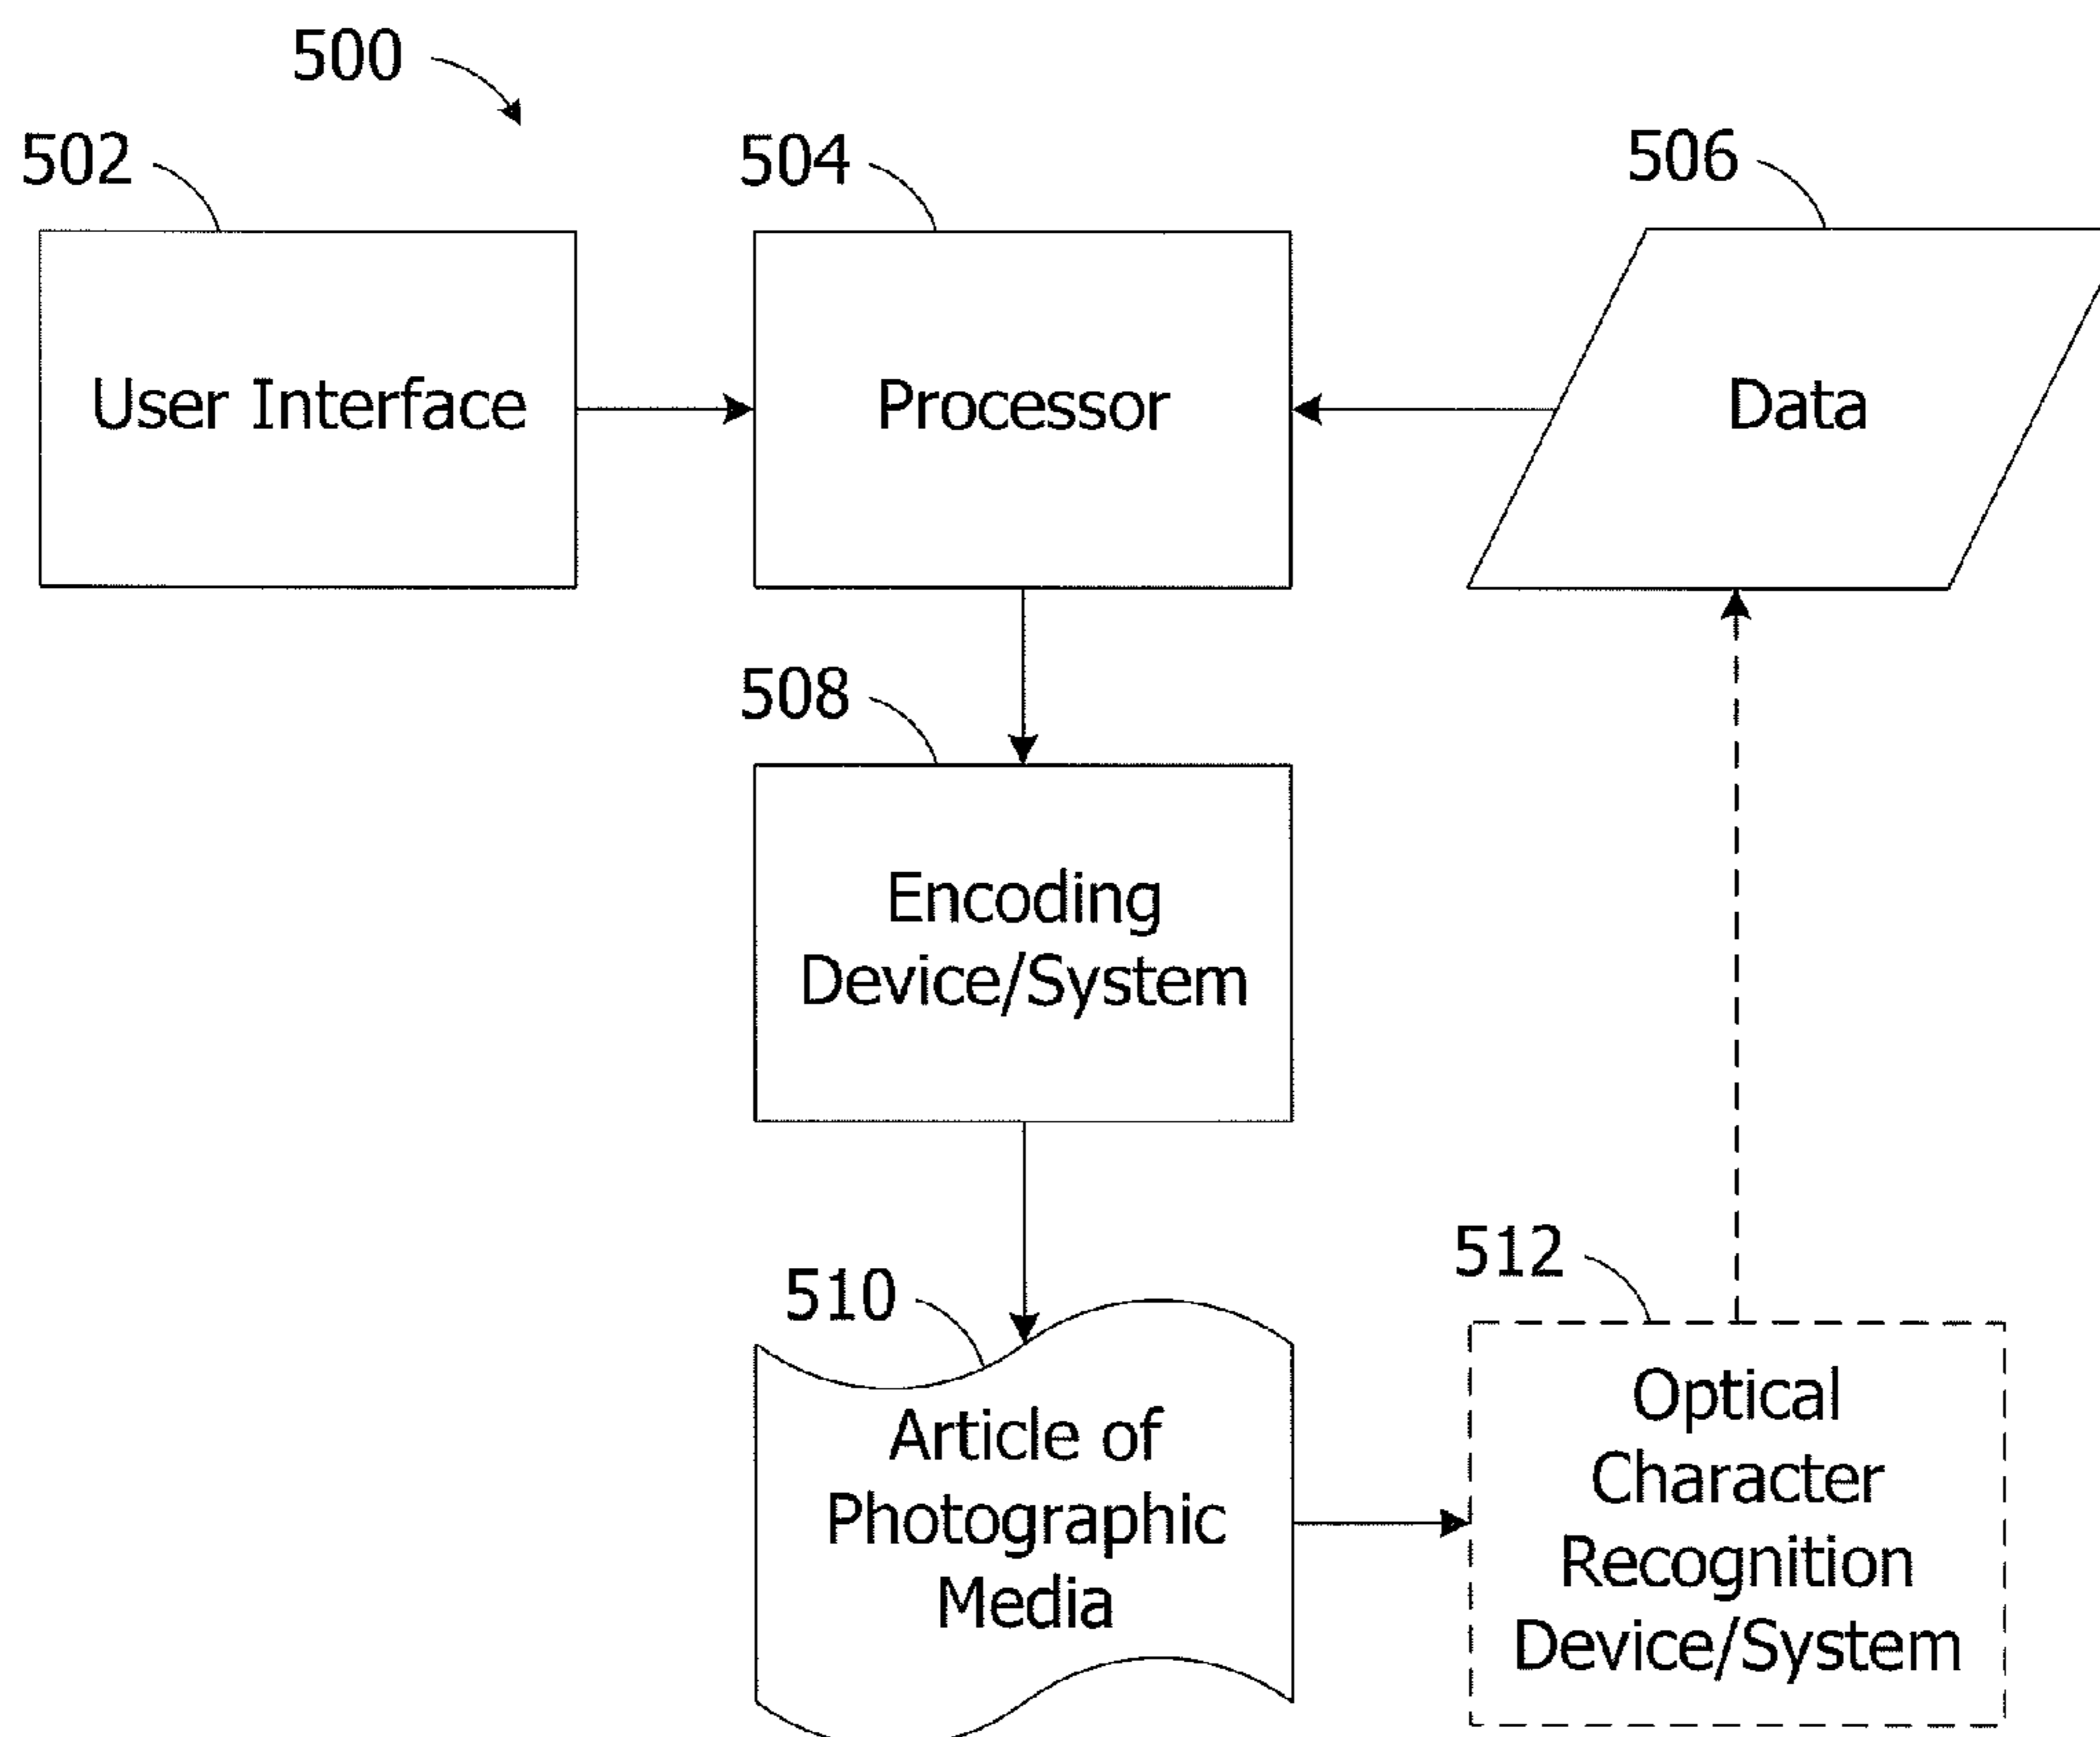 500
502
504
506
User Interface
Processor
Data
508
Encoding
Device/System
510
Article of
Photographic
Media
512
Optical
Character
Recognition
Device/System